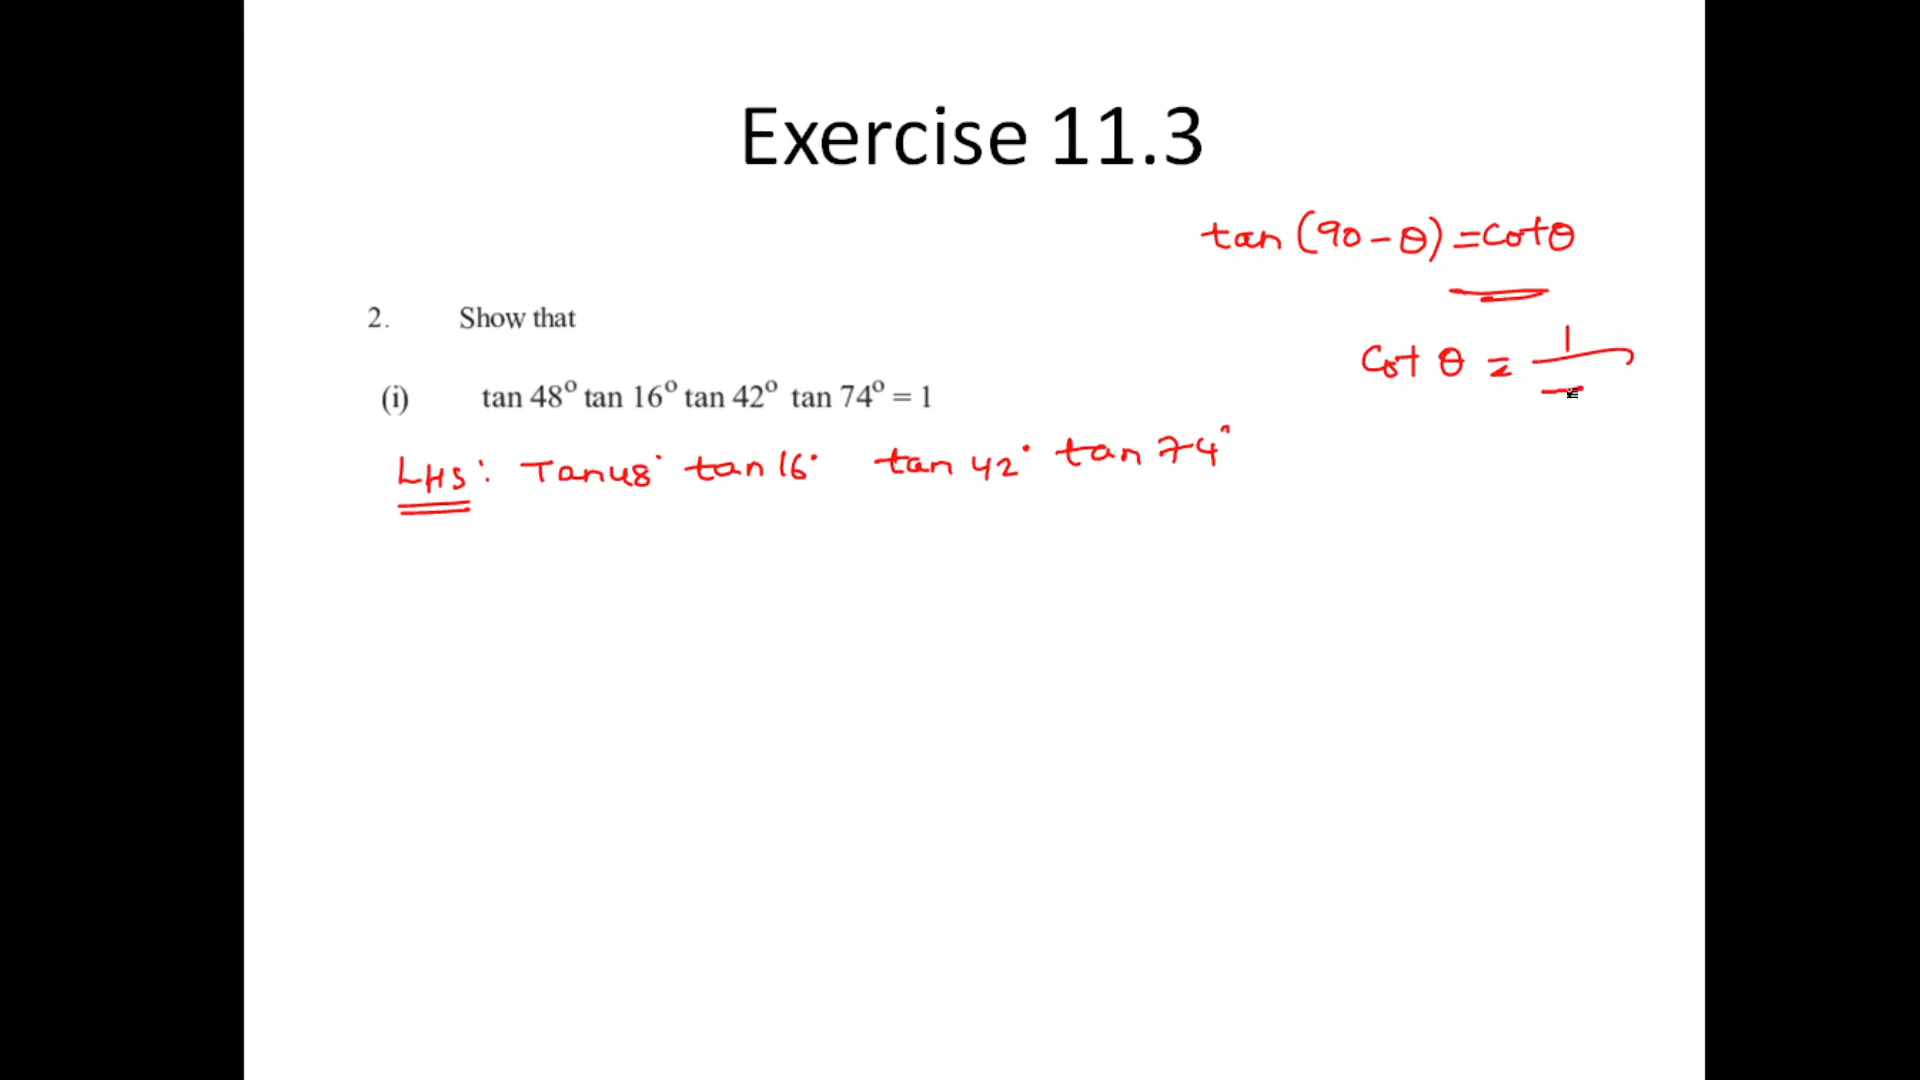 Exercise 11.3
tan (90 - θ) = cot θ
2. Show that
cot θ = 1
(i) tan 48° tan 16° tan 42° tan 74° = 1
LHS : Tan48° tan 16° tan 42° tan 74°